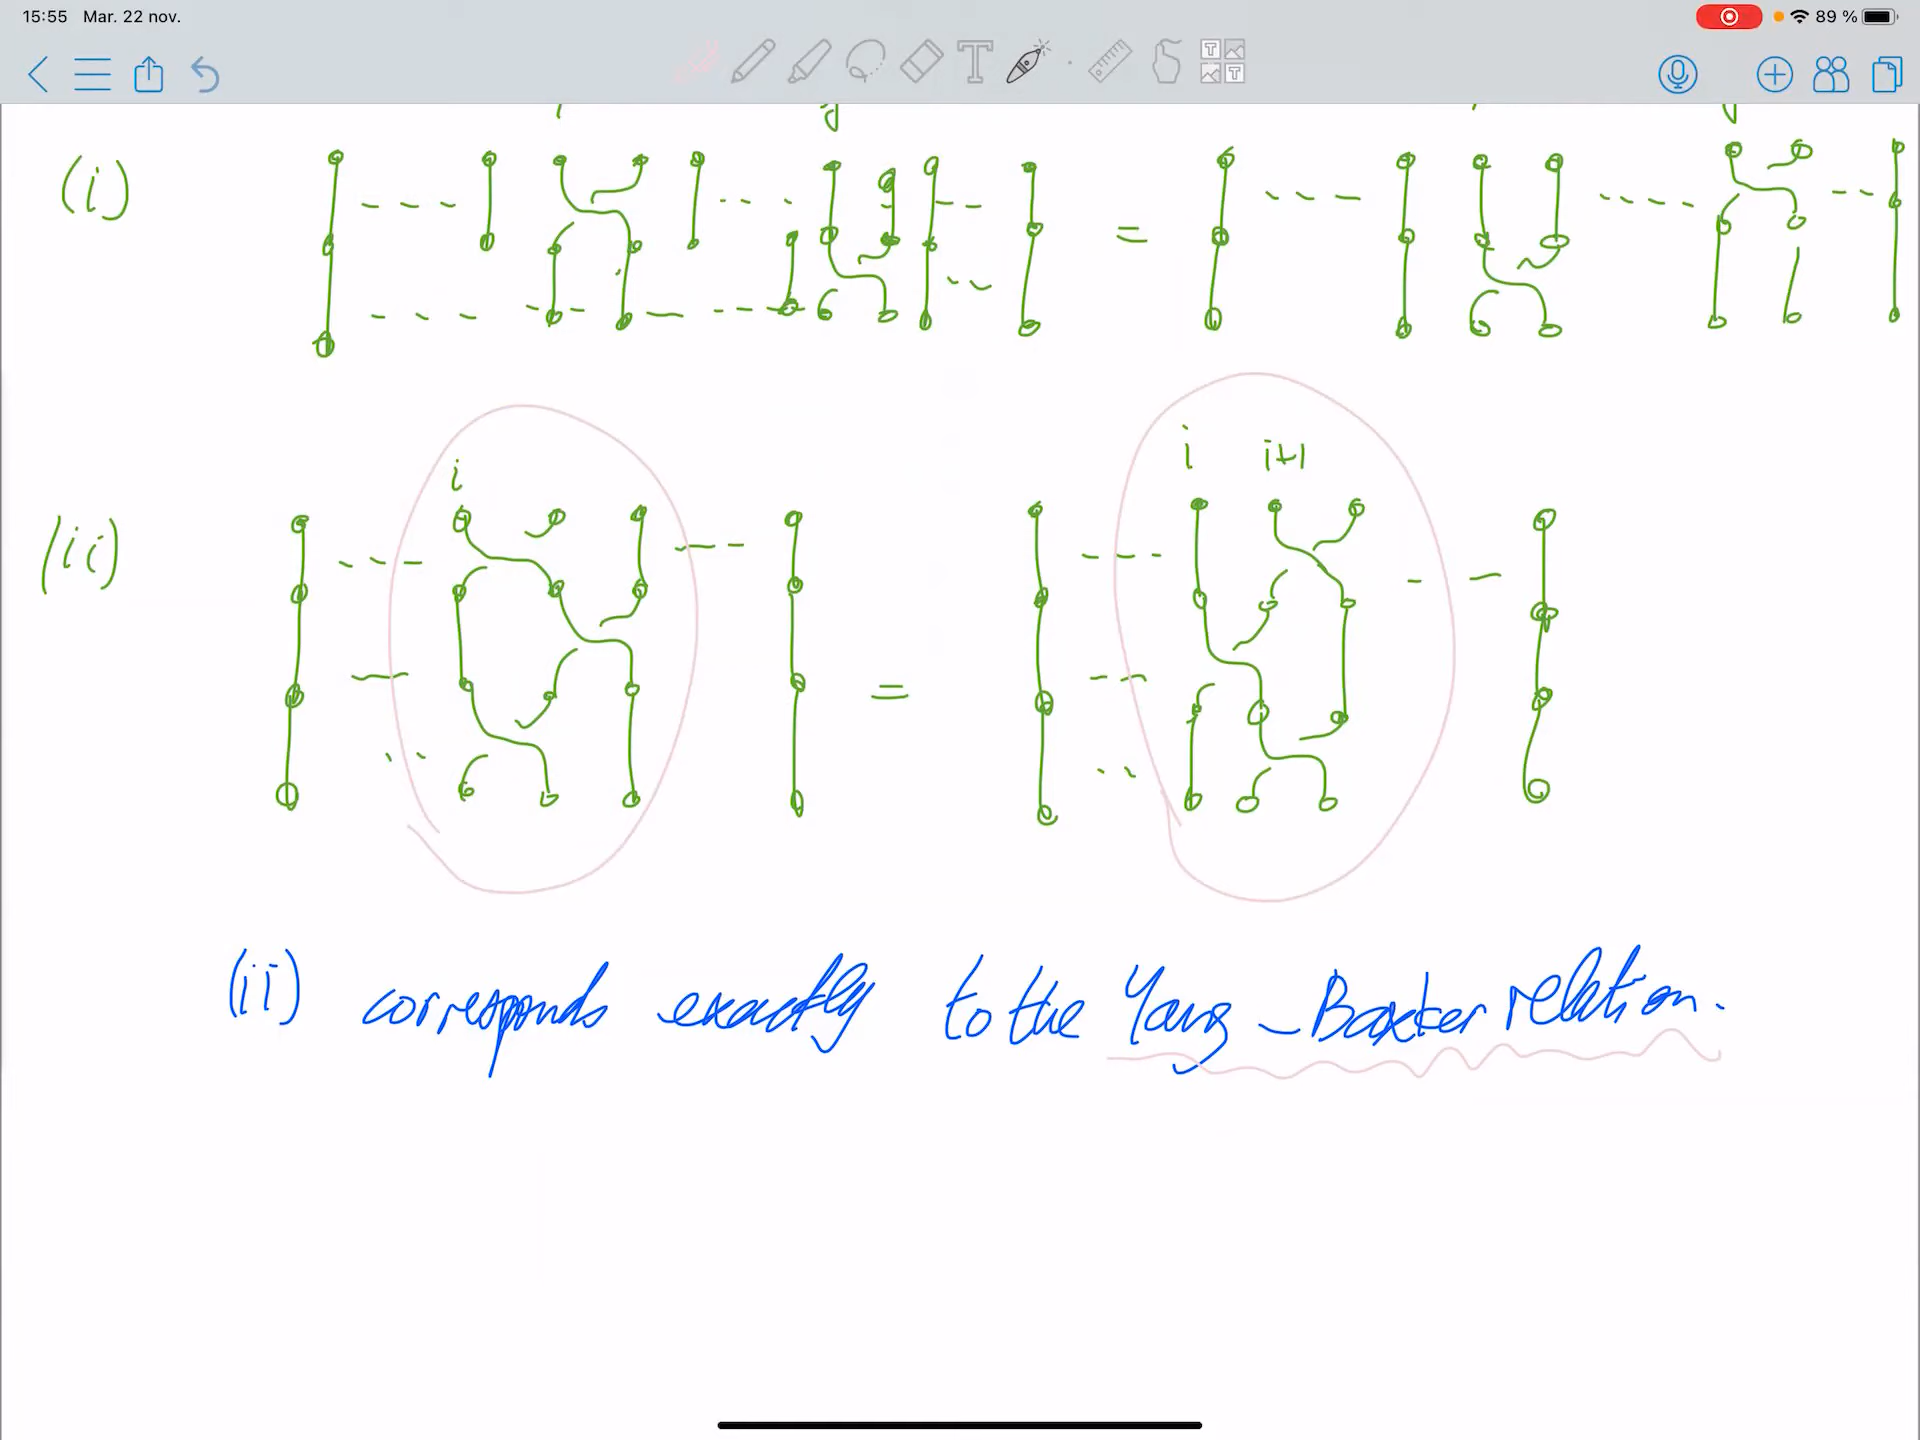 15:55 Mar. 22 nov. 89 %
(i) =
i i i+1
(ii) =
(ii) corresponds exactly to the Yang-Baxter relation.